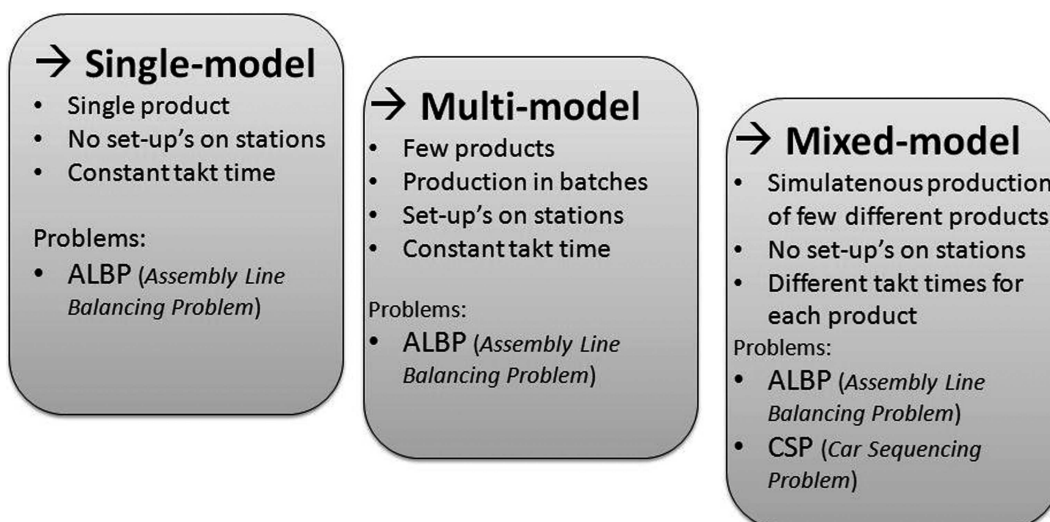 → Single-model
• Single product
• No set-up's on stations
• Constant takt time
Problems:
• ALBP (Assembly Line
Balancing Problem)
→ Multi-model
• Few products
• Production in batches
• Set-up's on stations
• Constant takt time
Problems:
• ALBP (Assembly Line
Balancing Problem)
→ Mixed-model
• Simulatenous production
of few different products
• No set-up's on stations
• Different takt times for
each product
Problems:
• ALBP (Assembly Line
Balancing Problem)
• CSP (Car Sequencing
Problem)